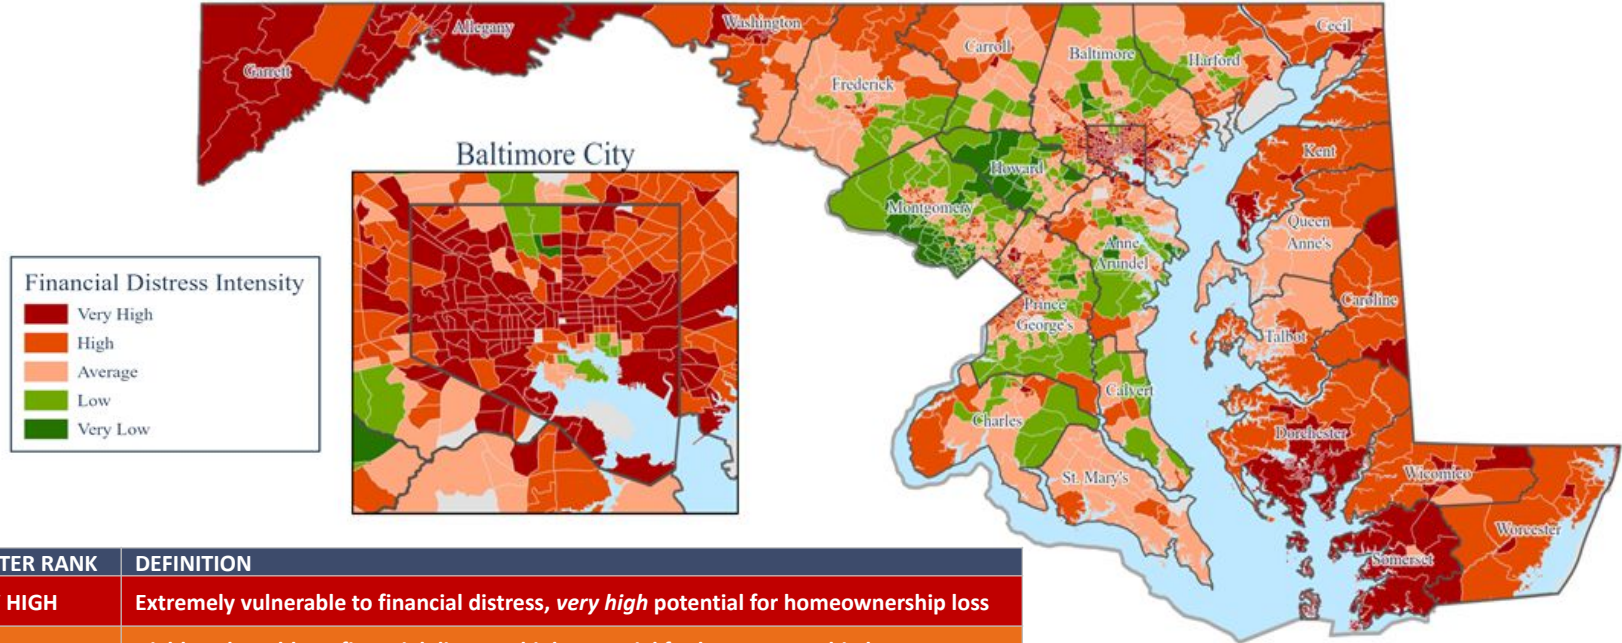 Allegany
Washington
Cecil
Carroll
Baltimore
Harford
Garrett
Frederick
Baltimore City
Kent
Howard
Montgomery
Queen
Anne's
Anne
Arundel
Financial Distress Intensity
Very High
High
Average
Low
Very Low
Prince
George's
Caroline
Talbot
Calvert
Charles
Dorchester
St. Mary's
Wicomico
Worcester
Somerset
TER RANK DEFINITION
HIGH Extremely vulnerable to financial distress, very high potential for homeownership loss